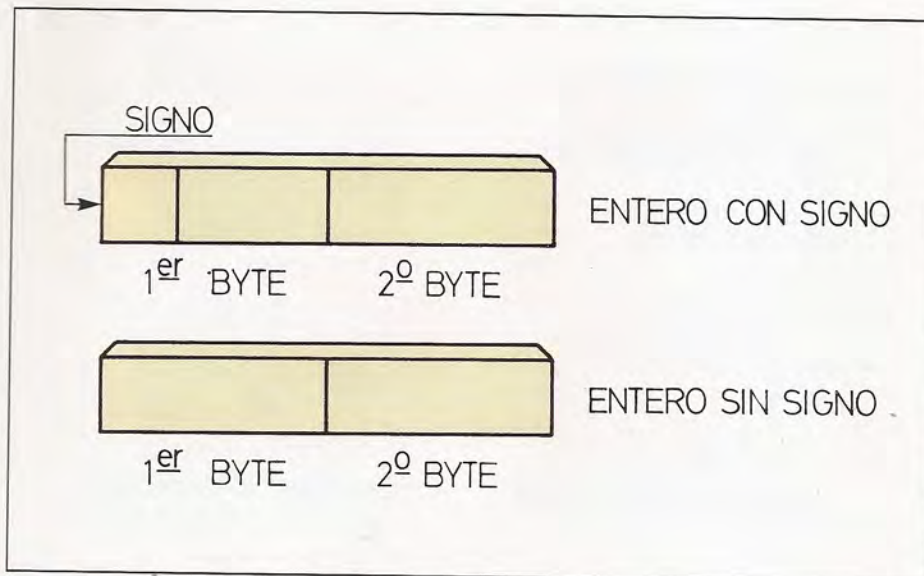 SIGNO
ENTERO CON SIGNO
1er BYTE 2º BYTE
ENTERO SIN SIGNO
1er BYTE 2º BYTE